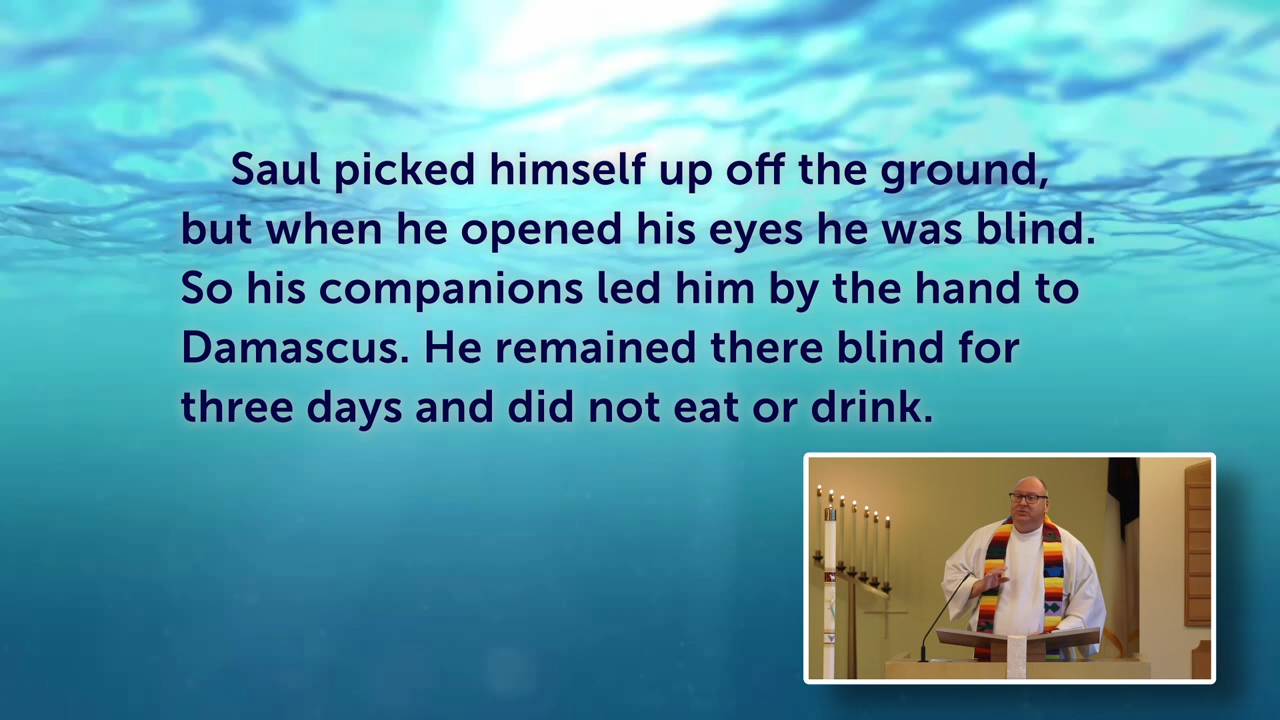 Saul picked himself up off the ground,
but when he opened his eyes he was blind.
So his companions led him by the hand to
Damascus. He remained there blind for
three days and did not eat or drink.